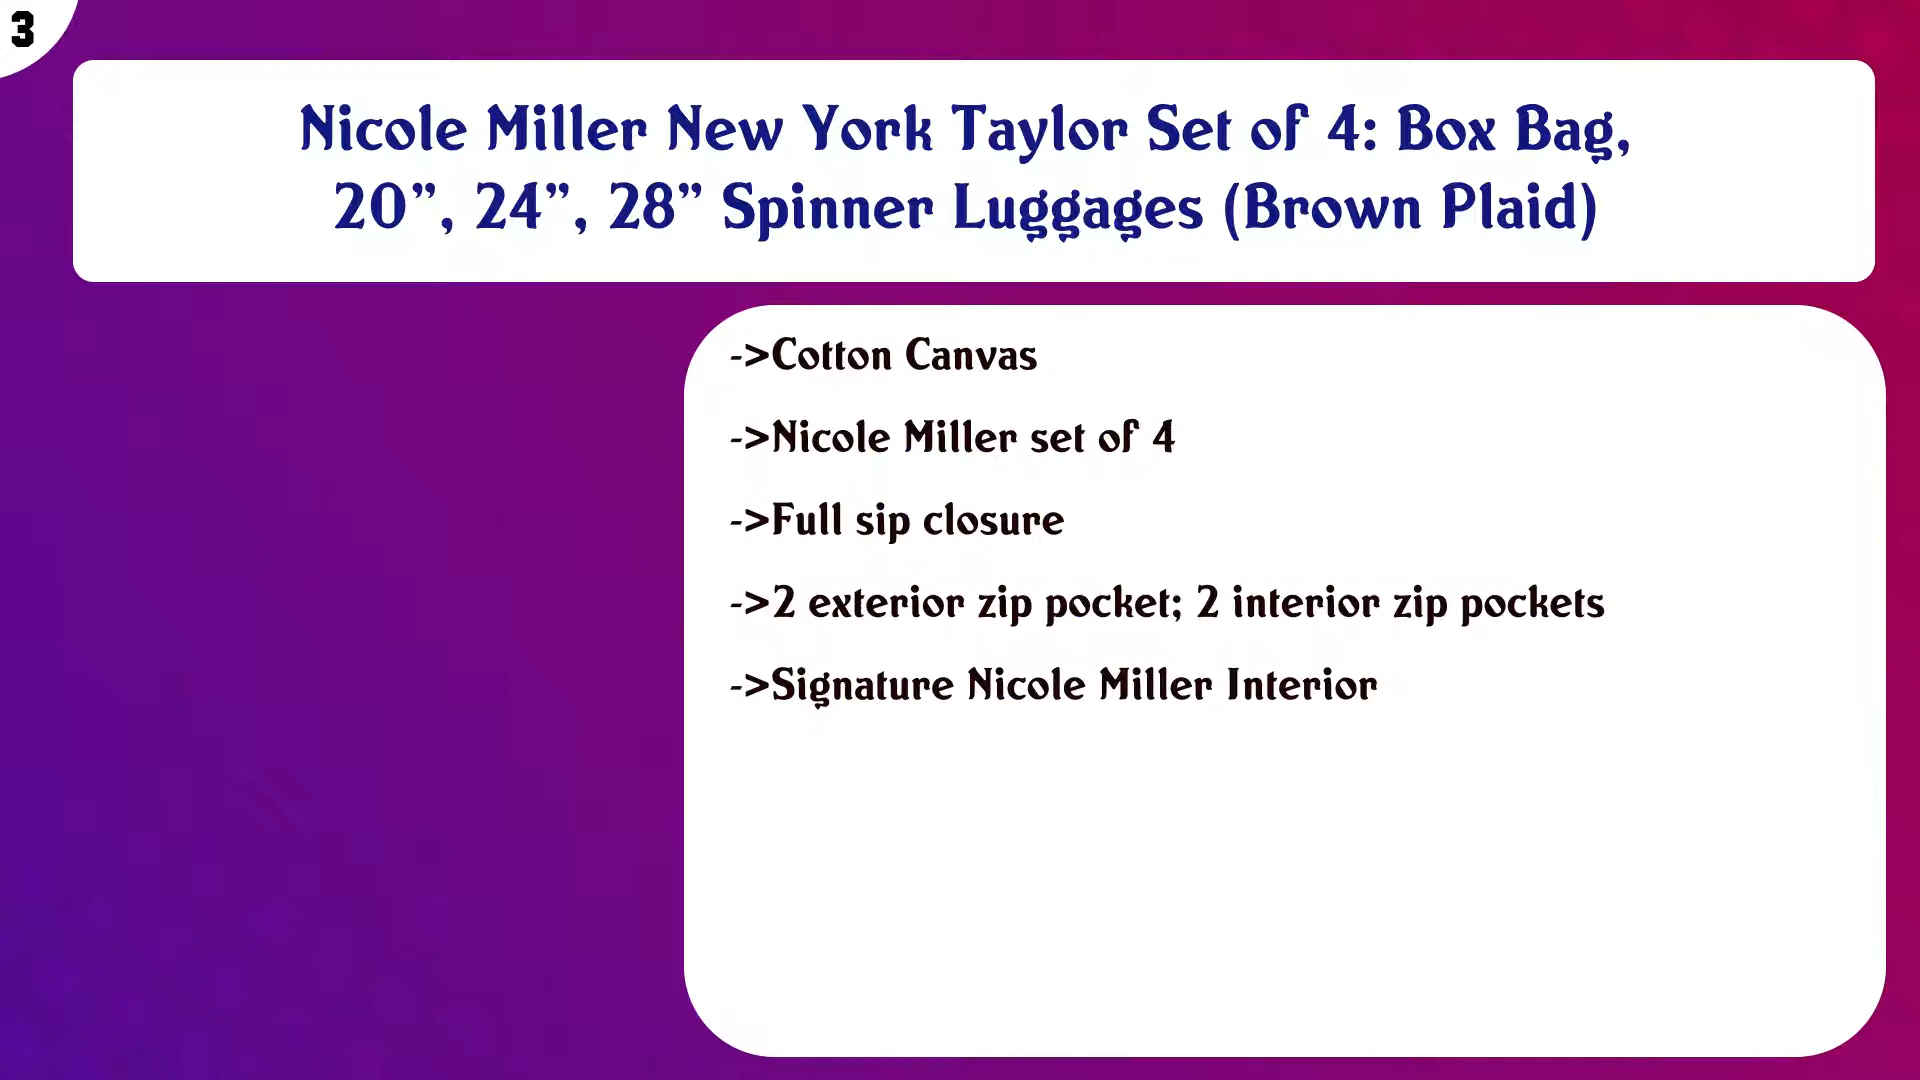 3
Nicole Miller New York Taylor Set of 4: Box Bag,
20”, 24”, 28” Spinner Luggages (Brown Plaid)
->Cotton Canvas
->Nicole Miller set of 4
->Full sip closure
->2 exterior zip pocket; 2 interior zip pockets
->Signature Nicole Miller Interior